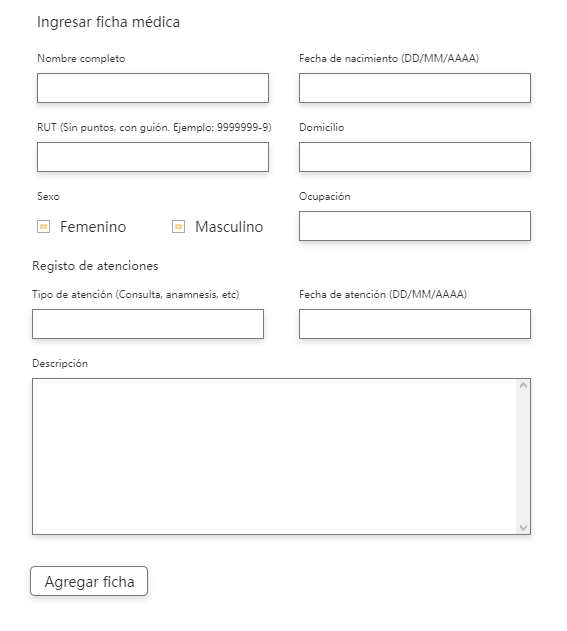 Ingresar ficha médica
Nombre completo
Fecha de nacimiento (DD/MM/AAAA)
RUT (Sin puntos, con guión. Ejemplo: 9999999-9)
Domicilio
Sexo
Ocupación
Femenino
Masculino
Registo de atenciones
Tipo de atención (Consulta, anamnesis, etc)
Fecha de atención (DD/MM/AAAA)
Descripción
Agregar ficha